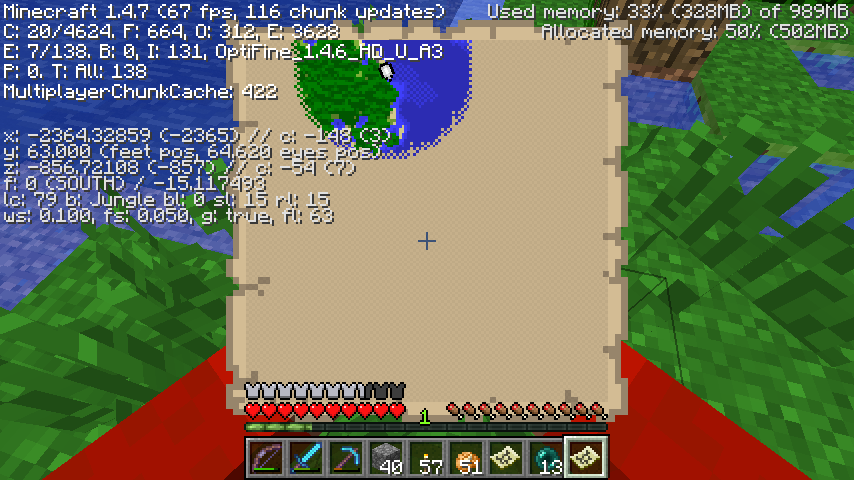 Minecraft 1.4.7 (67 fps, 116 chunk updates)
Used memory: 33% (328MB) of 989MB
C: 20/4624, F: 664, O: 312, E: 3628
Allocated memory: 50% (502MB)
E: 7/138, B: 0, I: 131, OptiFine_1.4.6_HQ_U_A3
P: 0, T: All: 138
MultiplayerChunkCache: 422
x: -2364.32859 (-2365) // c: -148 (3)
y: 63.000 (feet pos, 64.620 eyes pos)
z: -856.72108 (-857) // c: -54 (7)
f: 0 (SOUTH) / -15.117493
lc: 79 b: Jungle bl: 0 sl: 15 rl: 15
ws: 0.100, fs: 0.050, g: true, fl: 63
1
40 57 51 13